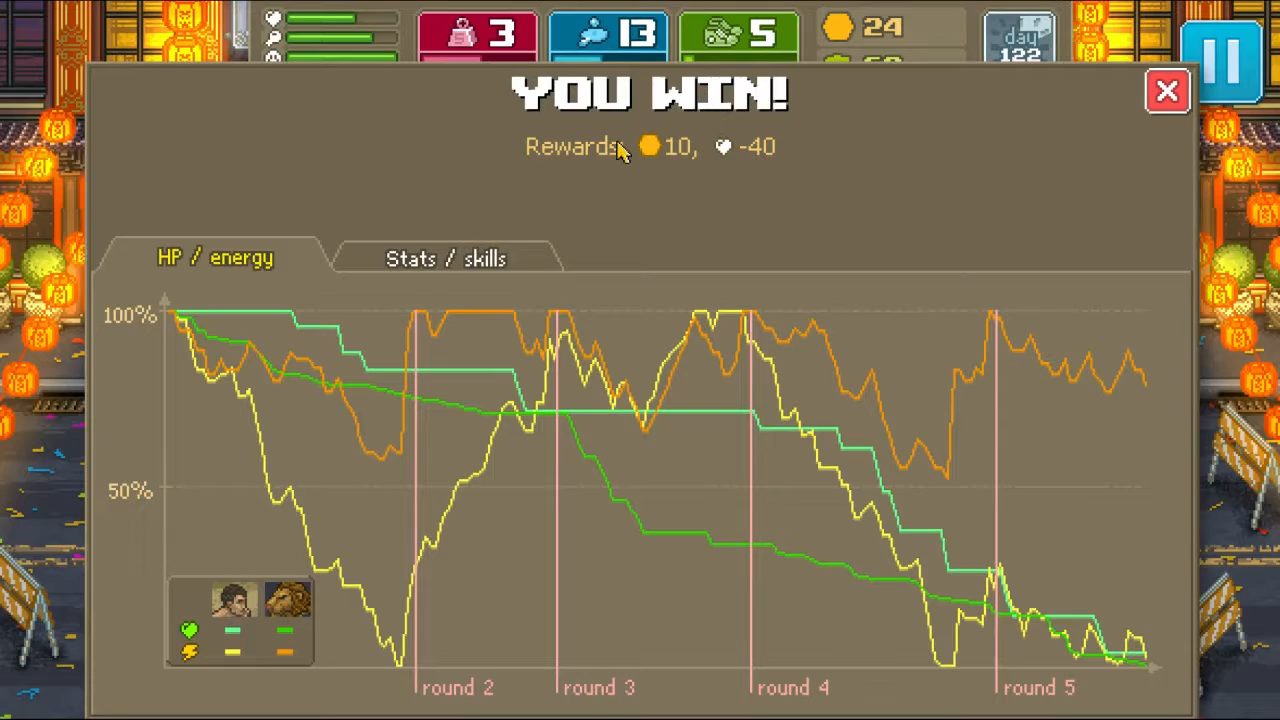 3
13
5
24
day
122
YOU WIN!
Rewards: 10, -40
HP / energy
Stats / skills
100%
50%
round 2
round 3
round 4
round 5